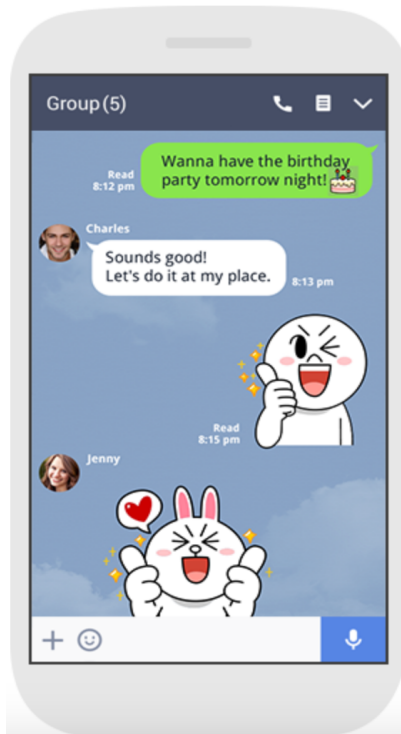 Group (5)
Wanna have the birthday
party tomorrow night!
Read
8:12 pm
Charles
Sounds good!
Let's do it at my place.
8:13 pm
Read
8:15 pm
Jenny